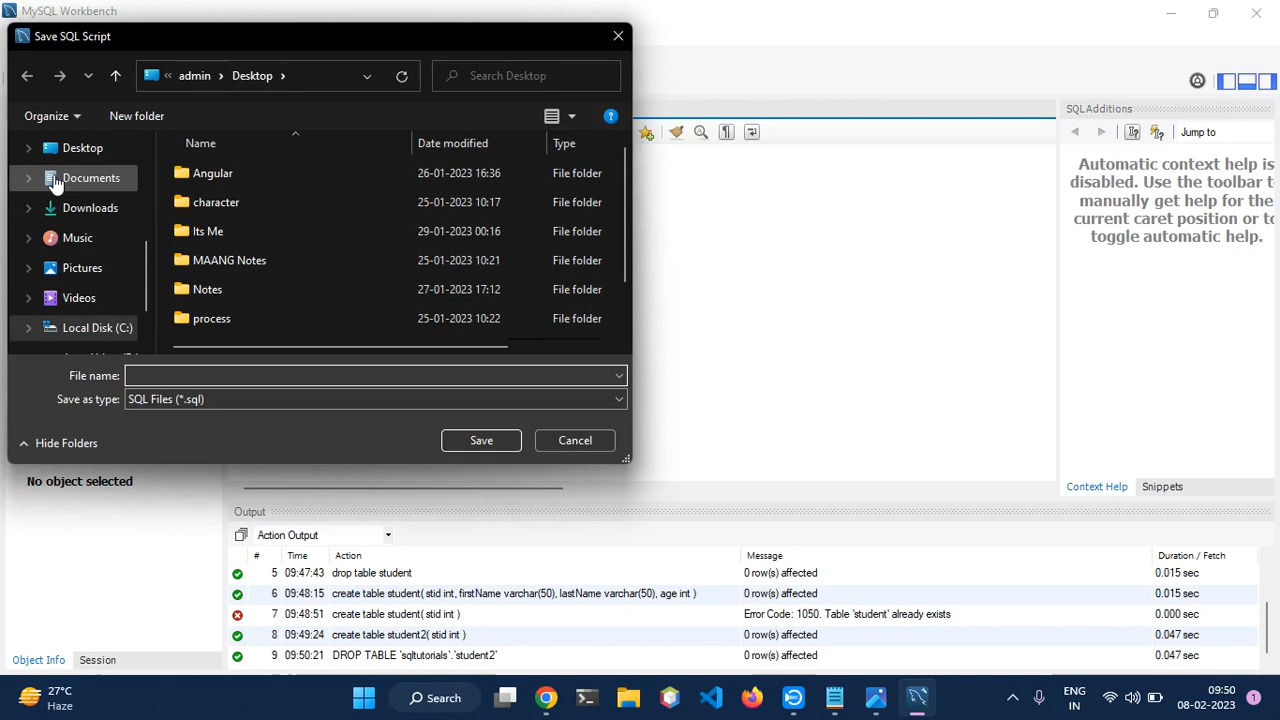 MySQL Workbench
Save SQL Script
admin Desktop
Search Desktop
Organize
New folder
Desktop
Documents
Downloads
Music
Pictures
Videos
Local Disk (C:)
Name Date modified Type
Angular 26-01-2023 16:36 File folder
character 25-01-2023 10:17 File folder
Its Me 29-01-2023 00:16 File folder
MAANG Notes 25-01-2023 10:21 File folder
Notes 27-01-2023 17:12 File folder
process 25-01-2023 10:22 File folder
File name:
Save as type: SQL Files (*.sql)
Hide Folders
Save
Cancel
SQLAdditions
Jump to
Automatic context help is
disabled. Use the toolbar t
manually get help for the
current caret position or to
toggle automatic help.
Context Help Snippets
No object selected
Output
Action Output
# Time Action Message Duration / Fetch
5 09:47:43 drop table student 0 row(s) affected 0.015 sec
6 09:48:15 create table student( stid int, firstName varchar(50), lastName varchar(50), age int ) 0 row(s) affected 0.015 sec
7 09:48:51 create table student( stid int ) Error Code: 1050. Table 'student' already exists 0.000 sec
8 09:49:24 create table student2( stid int ) 0 row(s) affected 0.047 sec
9 09:50:21 DROP TABLE `sqltutorials`.`student2` 0 row(s) affected 0.047 sec
Object Info Session
27°C
Haze
Search
ENG
IN
09:50
08-02-2023
1